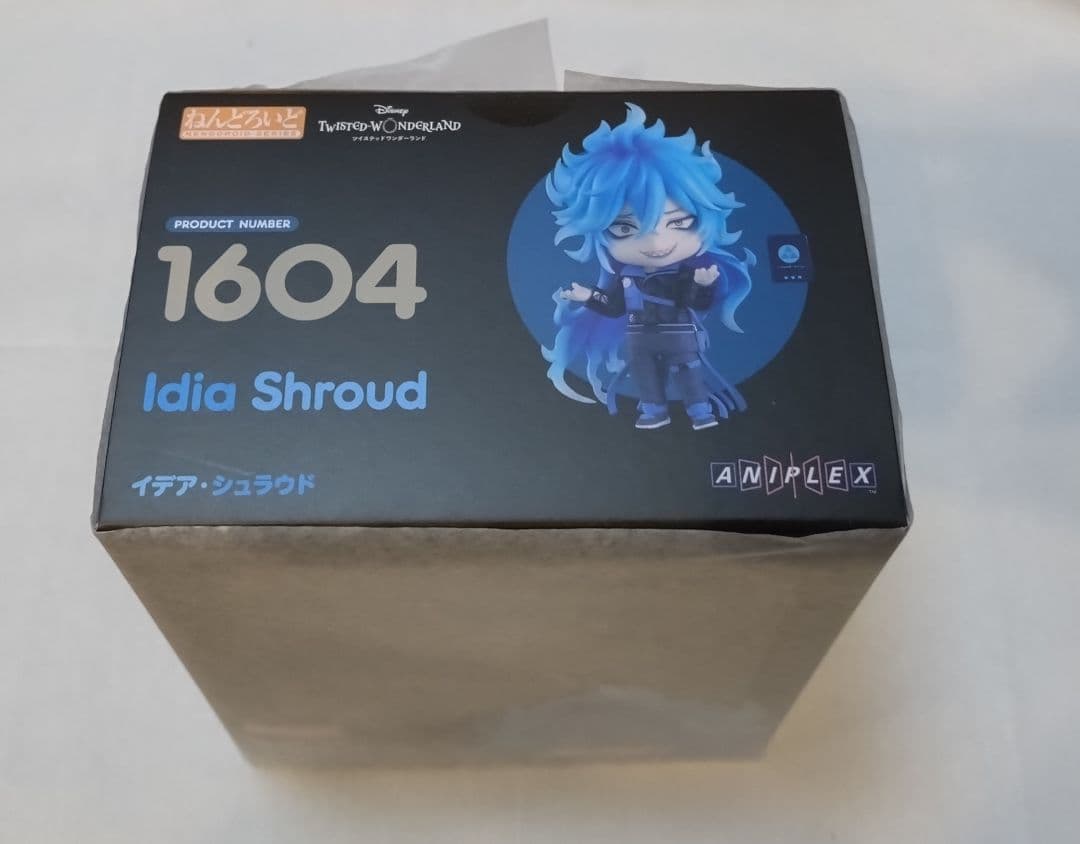 ねんどろいど
NENDOROID SERIES
Disney
TWISTED-WONDERLAND
ツイステッドワンダーランド
PRODUCT NUMBER
1604
Idia Shroud
イデア・シュラウド
ANIPLEX
TM